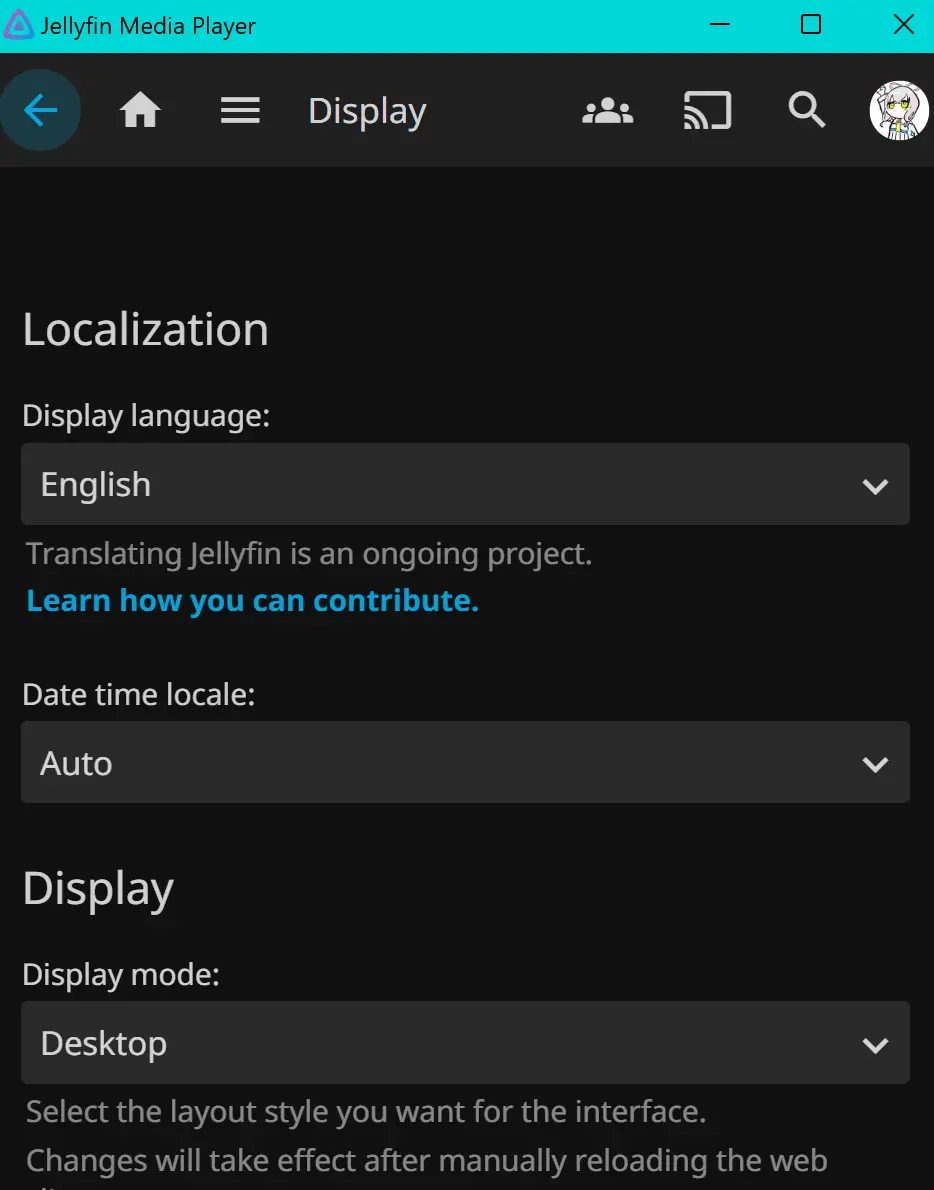 Jellyfin Media Player
Display
Localization
Display language:
English
Translating Jellyfin is an ongoing project.
Learn how you can contribute.
Date time locale:
Auto
Display
Display mode:
Desktop
Select the layout style you want for the interface.
Changes will take effect after manually reloading the web